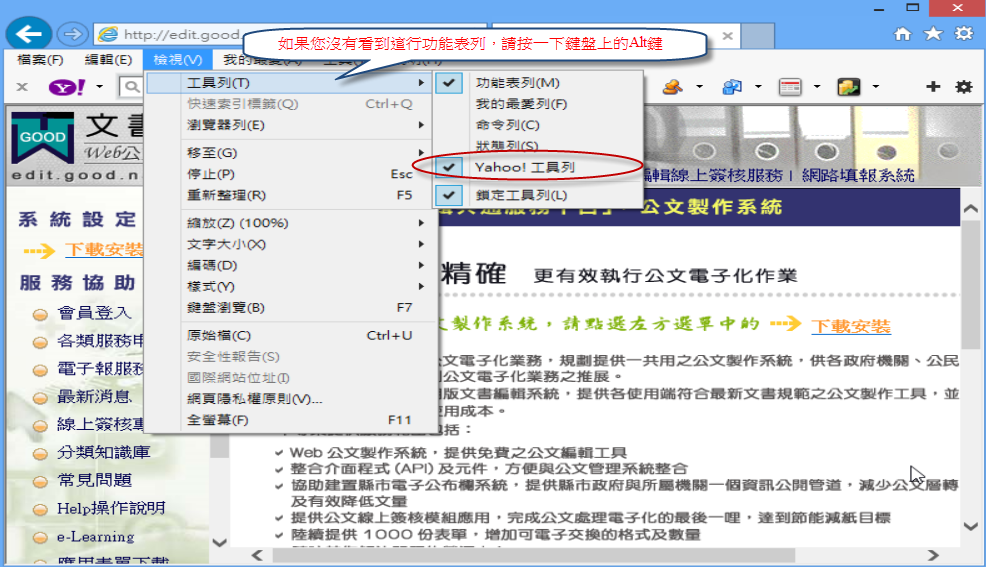 http://edit.good.
如果您沒有看到這行功能表列，請按一下鍵盤上的Alt鍵
檔案(F) 編輯(E) 檢視(V) 我的最愛(A)
工具列(T)
快速索引標籤(Q) Ctrl+Q
瀏覽器列(E)
移至(G)
停止(P) Esc
重新整理(R) F5
縮放(Z) (100%)
文字大小(X)
編碼(D)
樣式(Y)
鍵盤瀏覽(B) F7
原始檔(C) Ctrl+U
安全性報告(S)
國際網站位址(I)
網頁隱私權原則(V)...
全螢幕(F) F11
功能表列(M)
我的最愛列(F)
命令列(C)
狀態列(S)
Yahoo! 工具列
鎖定工具列(L)
GOOD
文書
Web公
edit.good.n
輯線上簽核服務 | 網路填報系統
公文製作系統
系統設定
下載安裝
服務協助
會員登入
各類服務申
電子報服務
最新消息
線上簽核專
分類知識庫
常見問題
Help操作說明
e-Learning
應用表單下載
精確 更有效執行公文電子化作業
製作系統，請點選左方選單中的 下載安裝
公文電子化業務，規劃提供一共用之公文製作系統，供各政府機關、公民
公文電子化業務之推展。
版文書編輯系統，提供各使用端符合最新文書規範之公文製作工具，並
用成本。
括：
Web 公文製作系統，提供免費之公文編輯工具
整合介面程式 (API) 及元件，方便與公文管理系統整合
協助建置縣市電子公布欄系統，提供縣市政府與所屬機關一個資訊公開管道，減少公文層轉
及有效降低文量
提供公文線上簽核模組應用，完成公文處理電子化的最後一哩，達到節能減紙目標
陸續提供 1000 份表單，增加可電子交換的格式及數量